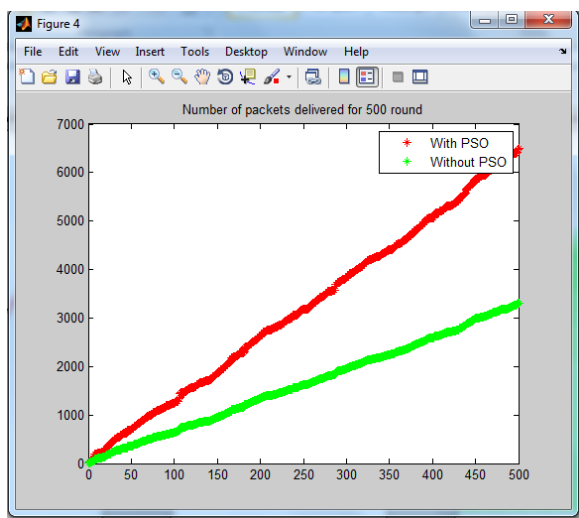 Figure 4
File Edit View Insert Tools Desktop Window Help
Number of packets delivered for 500 round
7000
6000
5000
4000
3000
2000
1000
0
With PSO
Without PSO
0 50 100 150 200 250 300 350 400 450 500